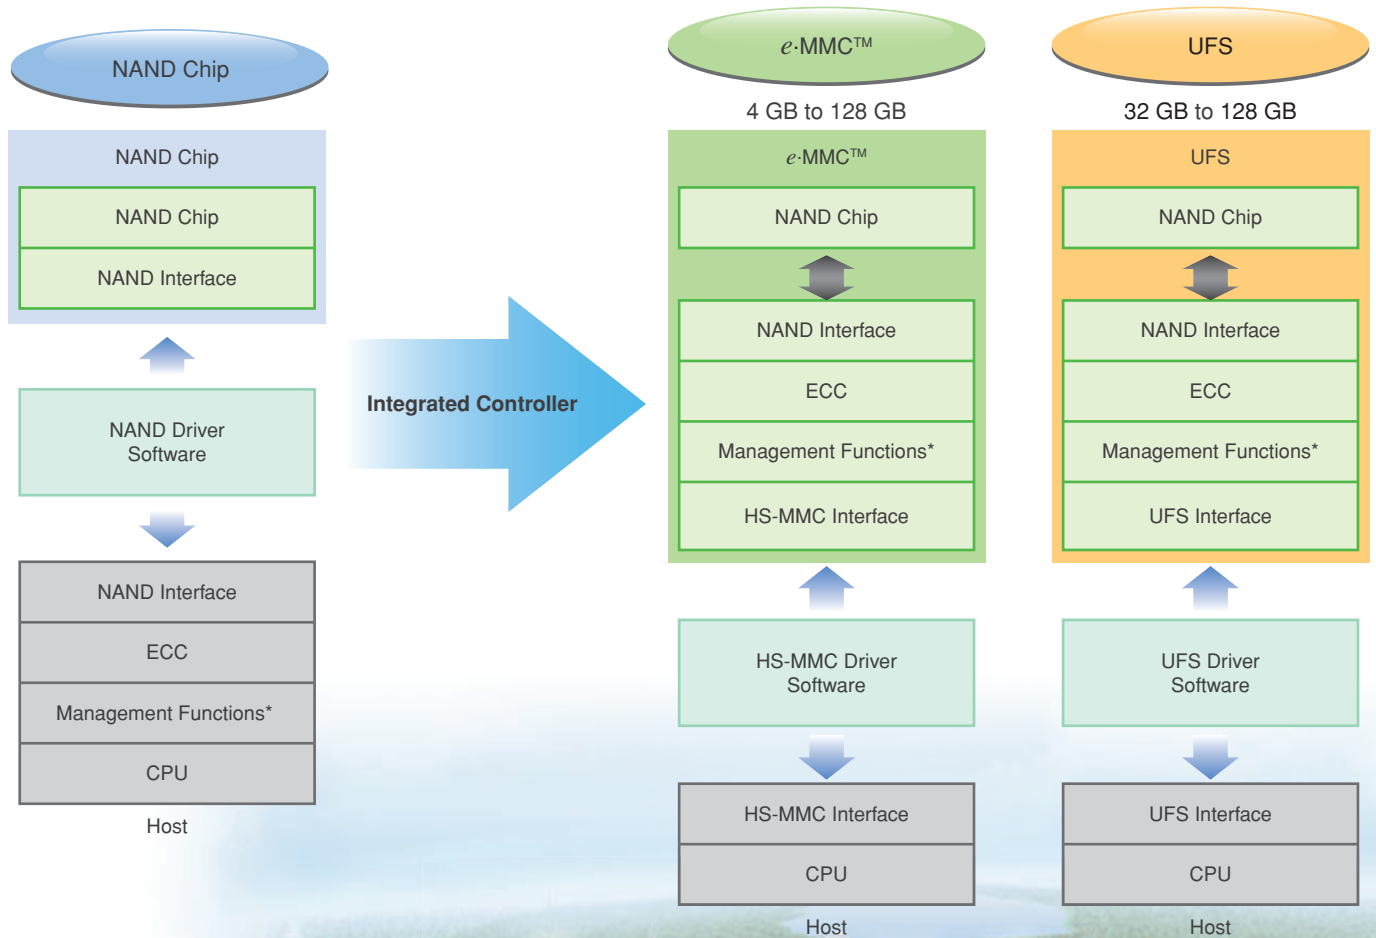 NAND Chip
NAND Chip
NAND Chip
NAND Interface
NAND Driver
Software
NAND Interface
ECC
Management Functions*
CPU
Host
Integrated Controller
e·MMC™
4 GB to 128 GB
e·MMC™
NAND Chip
NAND Interface
ECC
Management Functions*
HS-MMC Interface
HS-MMC Driver
Software
HS-MMC Interface
CPU
Host
UFS
32 GB to 128 GB
UFS
NAND Chip
NAND Interface
ECC
Management Functions*
UFS Interface
UFS Driver
Software
UFS Interface
CPU
Host